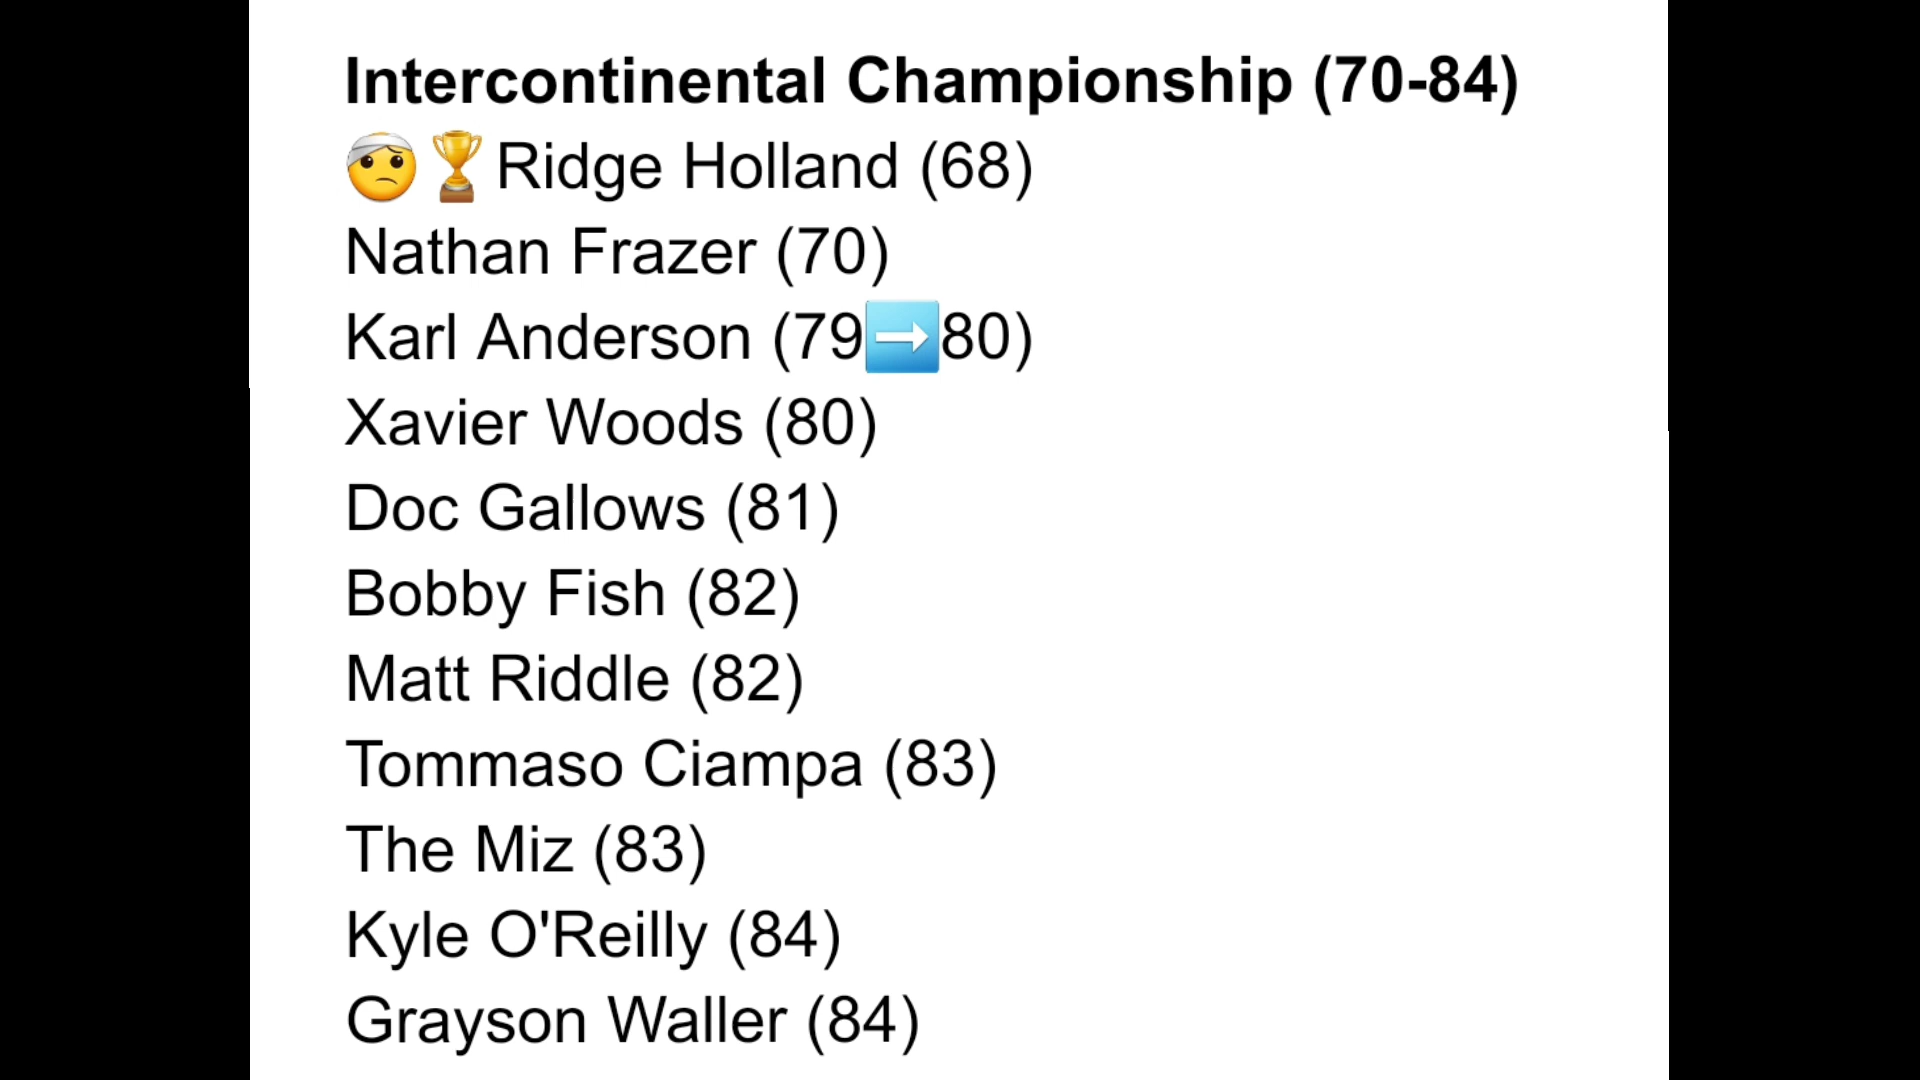 Intercontinental Championship (70-84)
🤕🏆Ridge Holland (68)
Nathan Frazer (70)
Karl Anderson (79➡️80)
Xavier Woods (80)
Doc Gallows (81)
Bobby Fish (82)
Matt Riddle (82)
Tommaso Ciampa (83)
The Miz (83)
Kyle O'Reilly (84)
Grayson Waller (84)